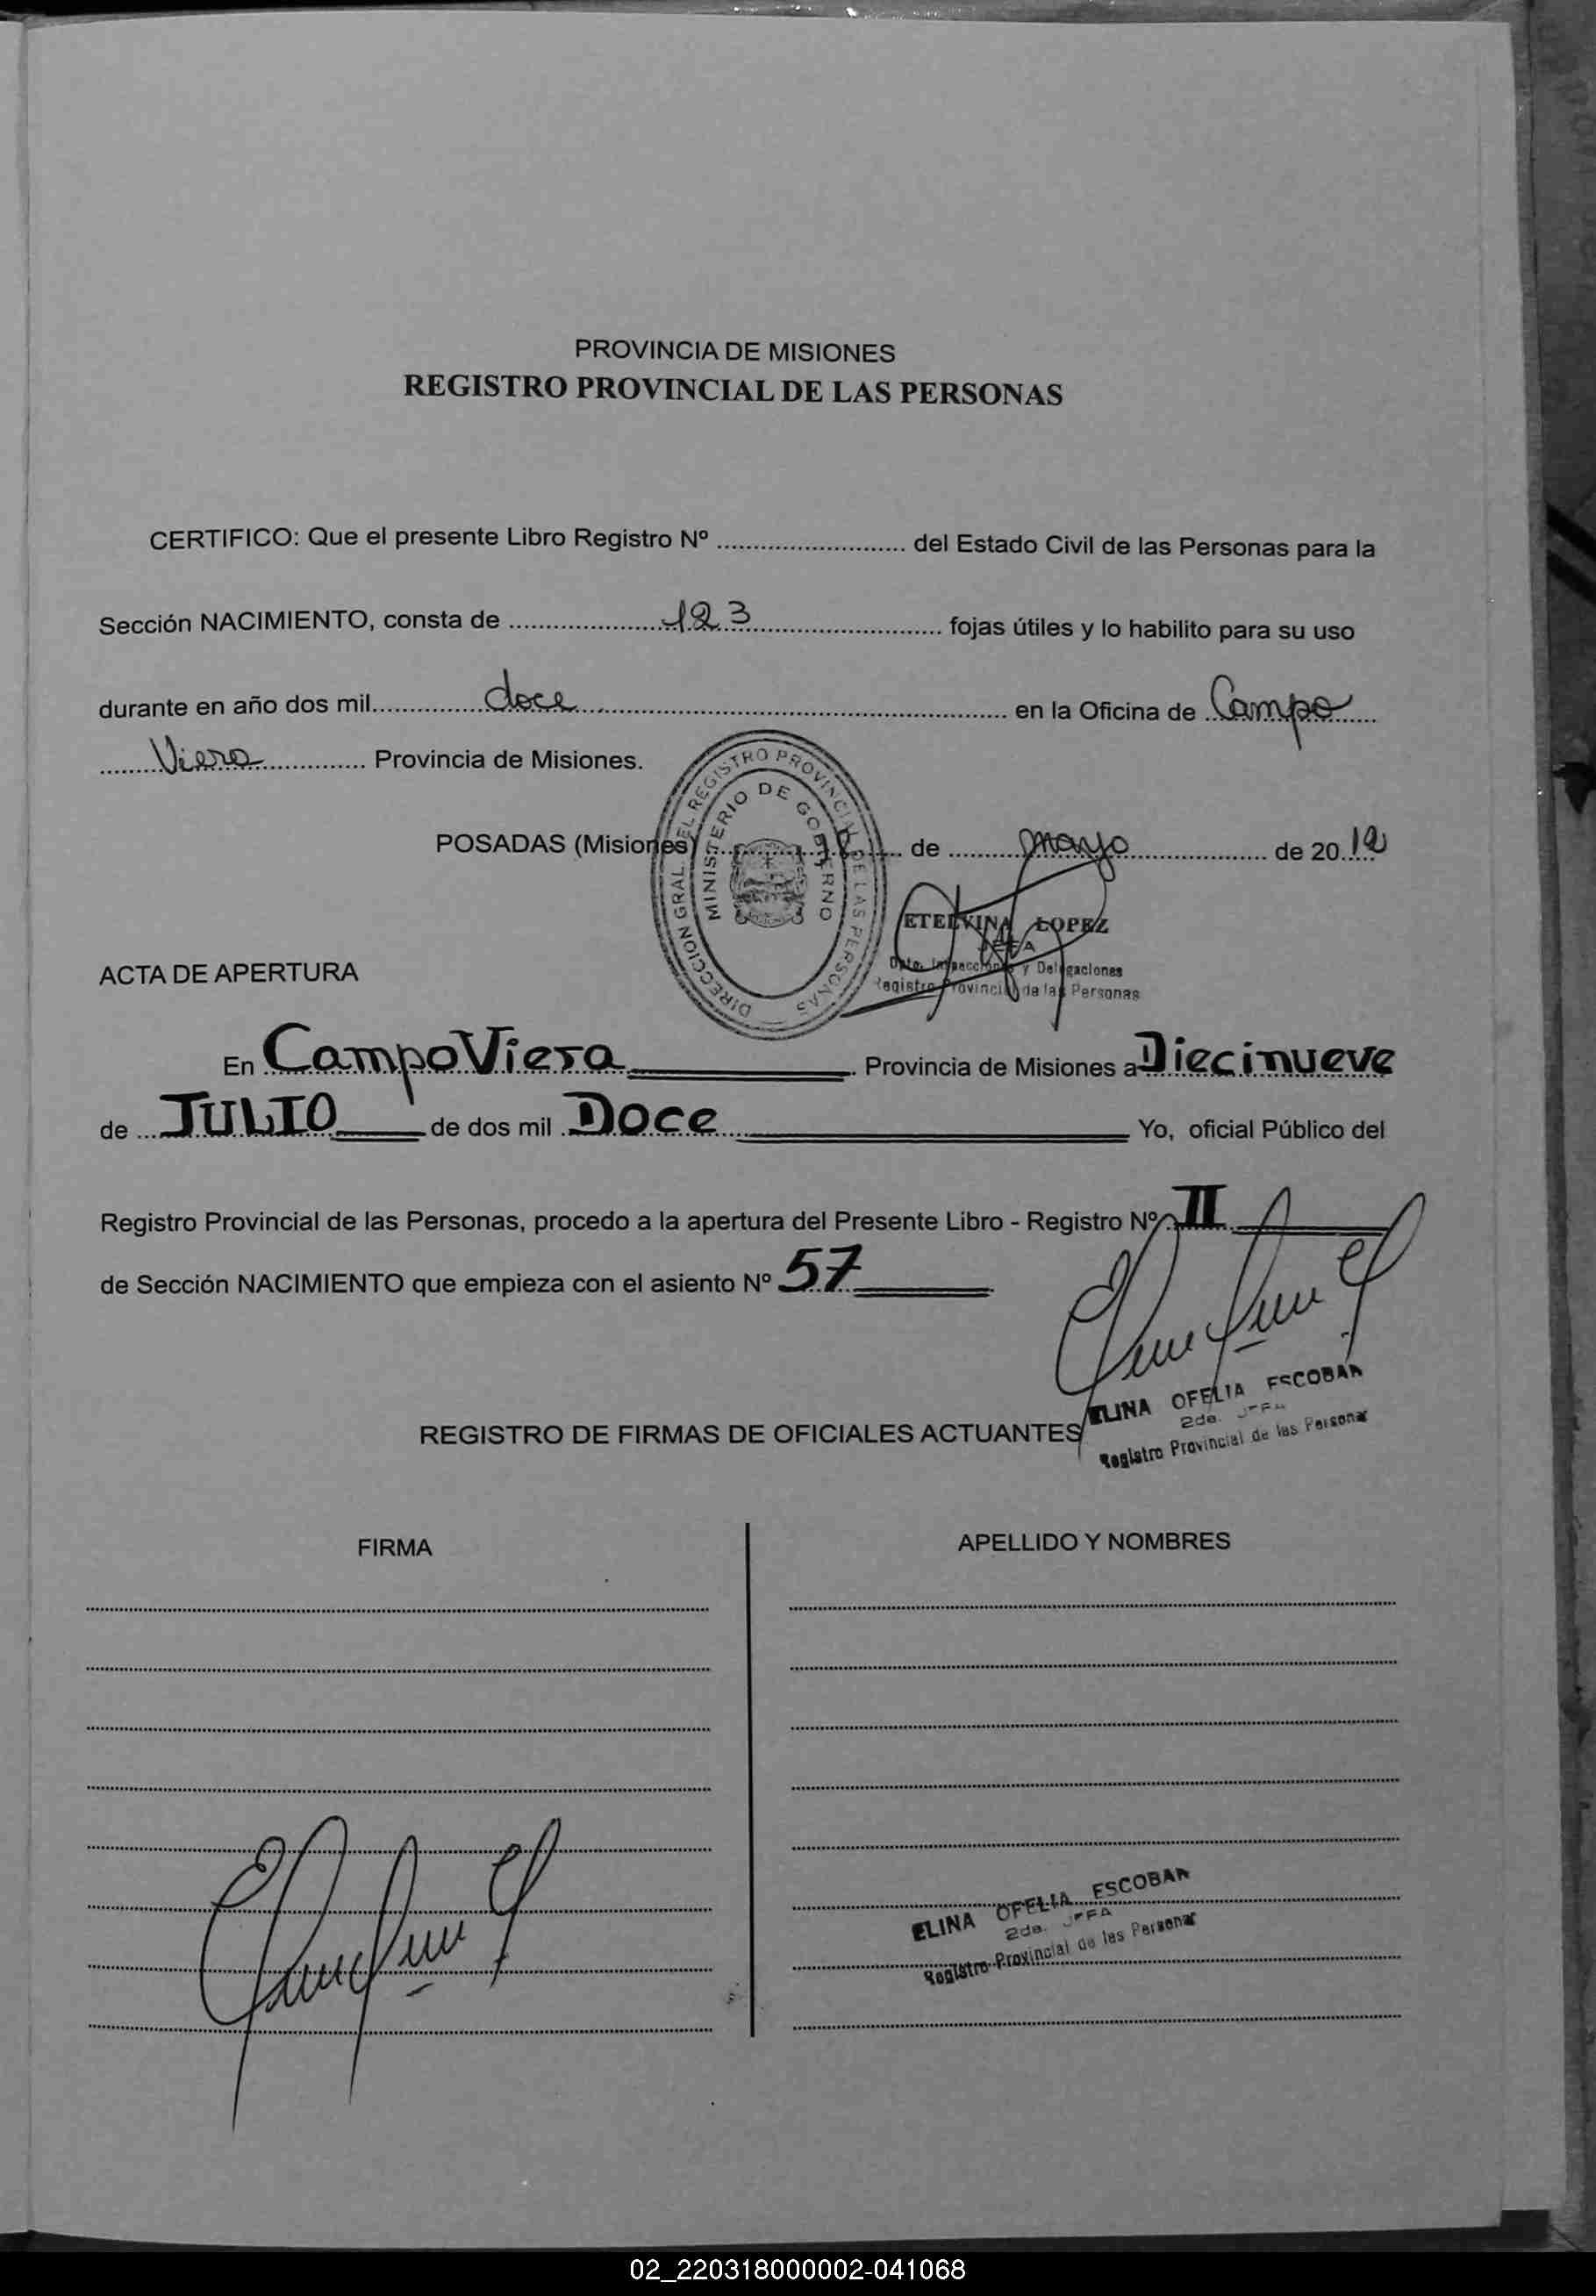 PROVINCIA DE MISIONES
REGISTRO PROVINCIAL DE LAS PERSONAS
CERTIFICO: Que el presente Libro Registro Nº .......................... del Estado Civil de las Personas para la
Sección NACIMIENTO, consta de ..........123.......... fojas útiles y lo habilito para su uso
durante en año dos mil..........doce.......... en la Oficina de Campo
Viera Provincia de Misiones.
DIRECCION GRAL. DEL REGISTRO PROVINCIAL DE LAS PERSONAS
MINISTERIO DE GOBERNO
POSADAS (Misiones) .......... de mayo de 2012
ETELVINA LOPEZ
JEFA
Dpto. Inspecciones y Delegaciones
Registro Provincial de las Personas
ACTA DE APERTURA
En Campo Viera Provincia de Misiones a Diecinueve
de JULIO de dos mil Doce Yo, oficial Público del
Registro Provincial de las Personas, procedo a la apertura del Presente Libro - Registro Nº II
de Sección NACIMIENTO que empieza con el asiento Nº 57
ELINA OFELIA ESCOBAR
2da. JEFA
Registro Provincial de las Personas
REGISTRO DE FIRMAS DE OFICIALES ACTUANTES
FIRMA APELLIDO Y NOMBRES
ELINA OFELIA ESCOBAR
2da. JEFA
Registro Provincial de las Personas
02_220318000002-041068